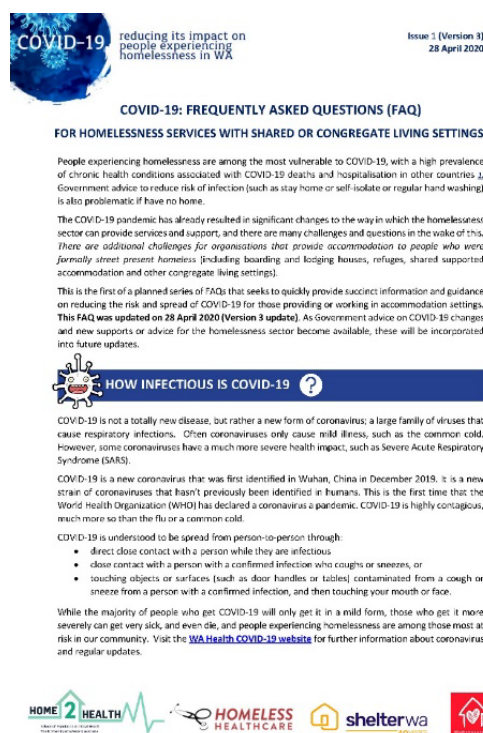 COVID-19
reducing its impact on
people experiencing
homelessness in WA
Issue 1 (Version 3)
28 April 2020
COVID-19: FREQUENTLY ASKED QUESTIONS (FAQ)
FOR HOMELESSNESS SERVICES WITH SHARED OR CONGREGATE LIVING SETTINGS
People experiencing homelessness are among the most vulnerable to COVID-19, with a high prevalence
of chronic health conditions associated with COVID-19 deaths and hospitalisation in other countries 1.
Government advice to reduce risk of infection (such as stay home or self-isolate or regular hand washing)
is also problematic if have no home.
The COVID-19 pandemic has already resulted in significant changes to the way in which the homelessness
sector can provide services and support, and there are many challenges and questions in the wake of this.
There are additional challenges for organisations that provide accommodation to people who were
formally street present homeless (including boarding and lodging houses, refuges, shared supported
accommodation and other congregate living settings).
This is the first of a planned series of FAQs that seeks to quickly provide succinct information and guidance
on reducing the risk and spread of COVID-19 for those providing or working in accommodation settings.
This FAQ was updated on 28 April 2020 (Version 3 update). As Government advice on COVID-19 changes
and new supports or advice for the homelessness sector become available, these will be incorporated
into future updates.
HOW INFECTIOUS IS COVID-19 ?
COVID-19 is not a totally new disease, but rather a new form of coronavirus; a large family of viruses that
cause respiratory infections. Often coronaviruses only cause mild illness, such as the common cold.
However, some coronaviruses have a much more severe health impact, such as Severe Acute Respiratory
Syndrome (SARS).
COVID-19 is a new coronavirus that was first identified in Wuhan, China in December 2019. It is a new
strain of coronaviruses that hasn't previously been identified in humans. This is the first time that the
World Health Organization (WHO) has declared a coronavirus a pandemic. COVID-19 is highly contagious,
much more so than the flu or a common cold.
COVID-19 is understood to be spread from person-to-person through:
• direct close contact with a person while they are infectious
• close contact with a person with a confirmed infection who coughs or sneezes, or
• touching objects or surfaces (such as door handles or tables) contaminated from a cough or
sneeze from a person with a confirmed infection, and then touching your mouth or face.
While the majority of people who get COVID-19 will only get it in a mild form, those who get it more
severely can get very sick, and even die, and people experiencing homelessness are among those most at
risk in our community. Visit the WA Health COVID-19 website for further information about coronavirus
and regular updates.
HOME 2 HEALTH
HOMELESS
HEALTHCARE
shelterwa